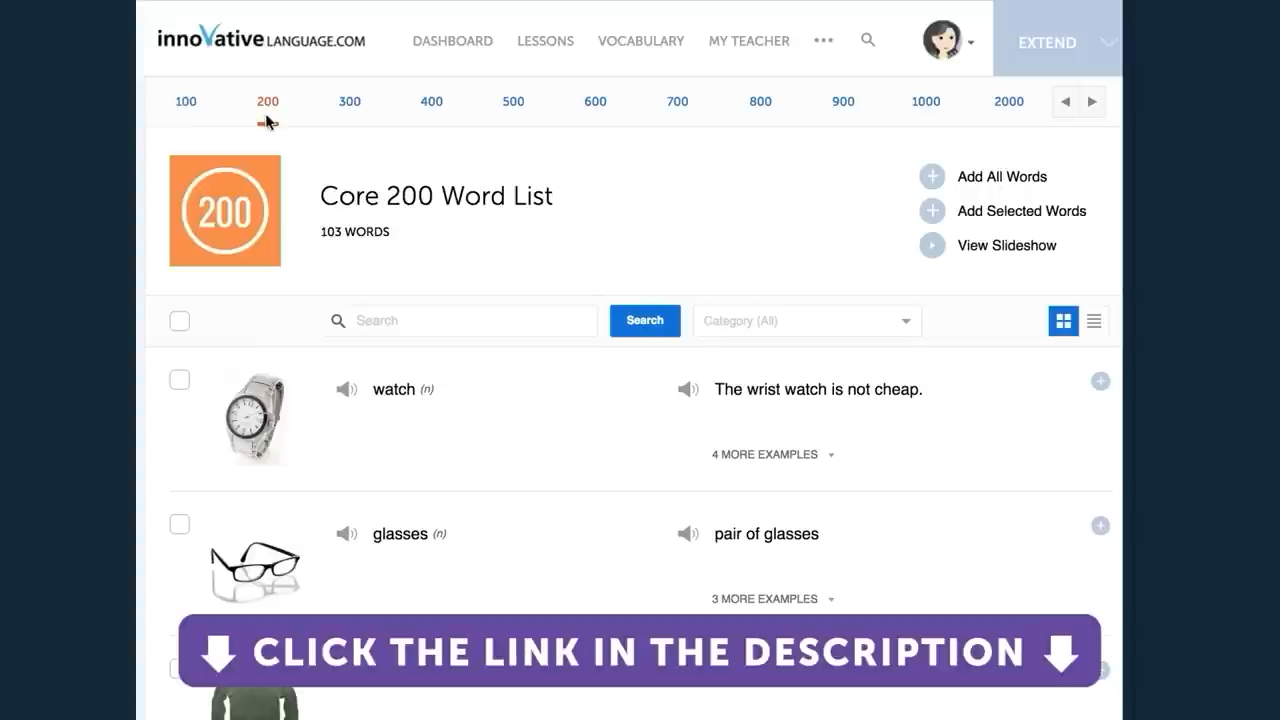 innoVative LANGUAGE.COM
DASHBOARD LESSONS VOCABULARY MY TEACHER ••• EXTEND
100 200 300 400 500 600 700 800 900 1000 2000
200
Core 200 Word List
103 WORDS
Add All Words
Add Selected Words
View Slideshow
Search Search Category (All)
watch (n) The wrist watch is not cheap.
4 MORE EXAMPLES
glasses (n) pair of glasses
3 MORE EXAMPLES
CLICK THE LINK IN THE DESCRIPTION